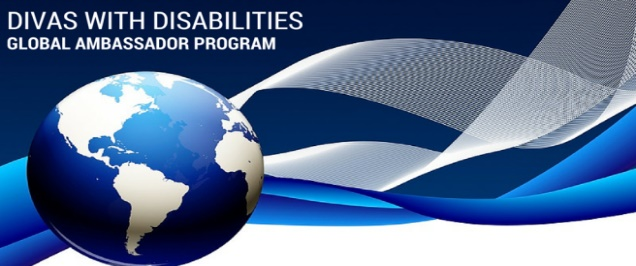 DIVAS WITH DISABILITIES
GLOBAL AMBASSADOR PROGRAM